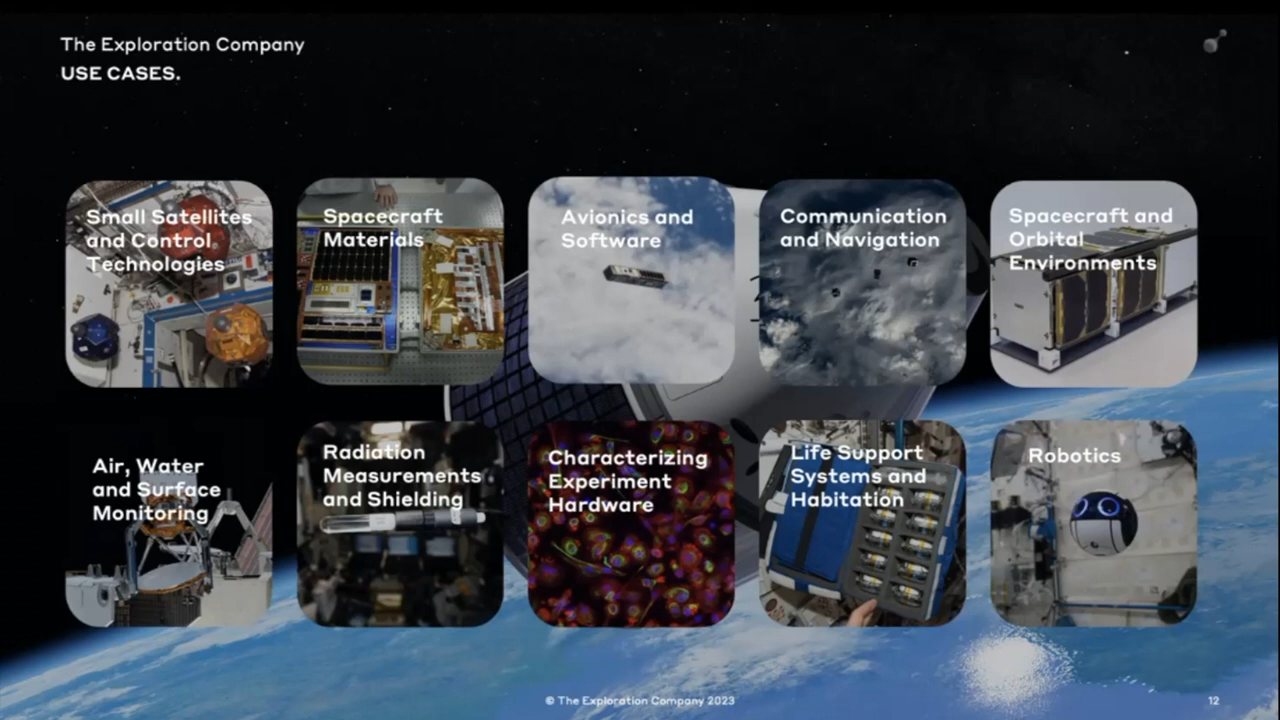 The Exploration Company
USE CASES.
Small Satellites
and Control
Technologies
Spacecraft
Materials
Avionics and
Software
Communication
and Navigation
Spacecraft and
Orbital
Environments
Air, Water
and Surface
Monitoring
Radiation
Measurements
and Shielding
Characterizing
Experiment
Hardware
Life Support
Systems and
Habitation
Robotics
© The Exploration Company 2023
12